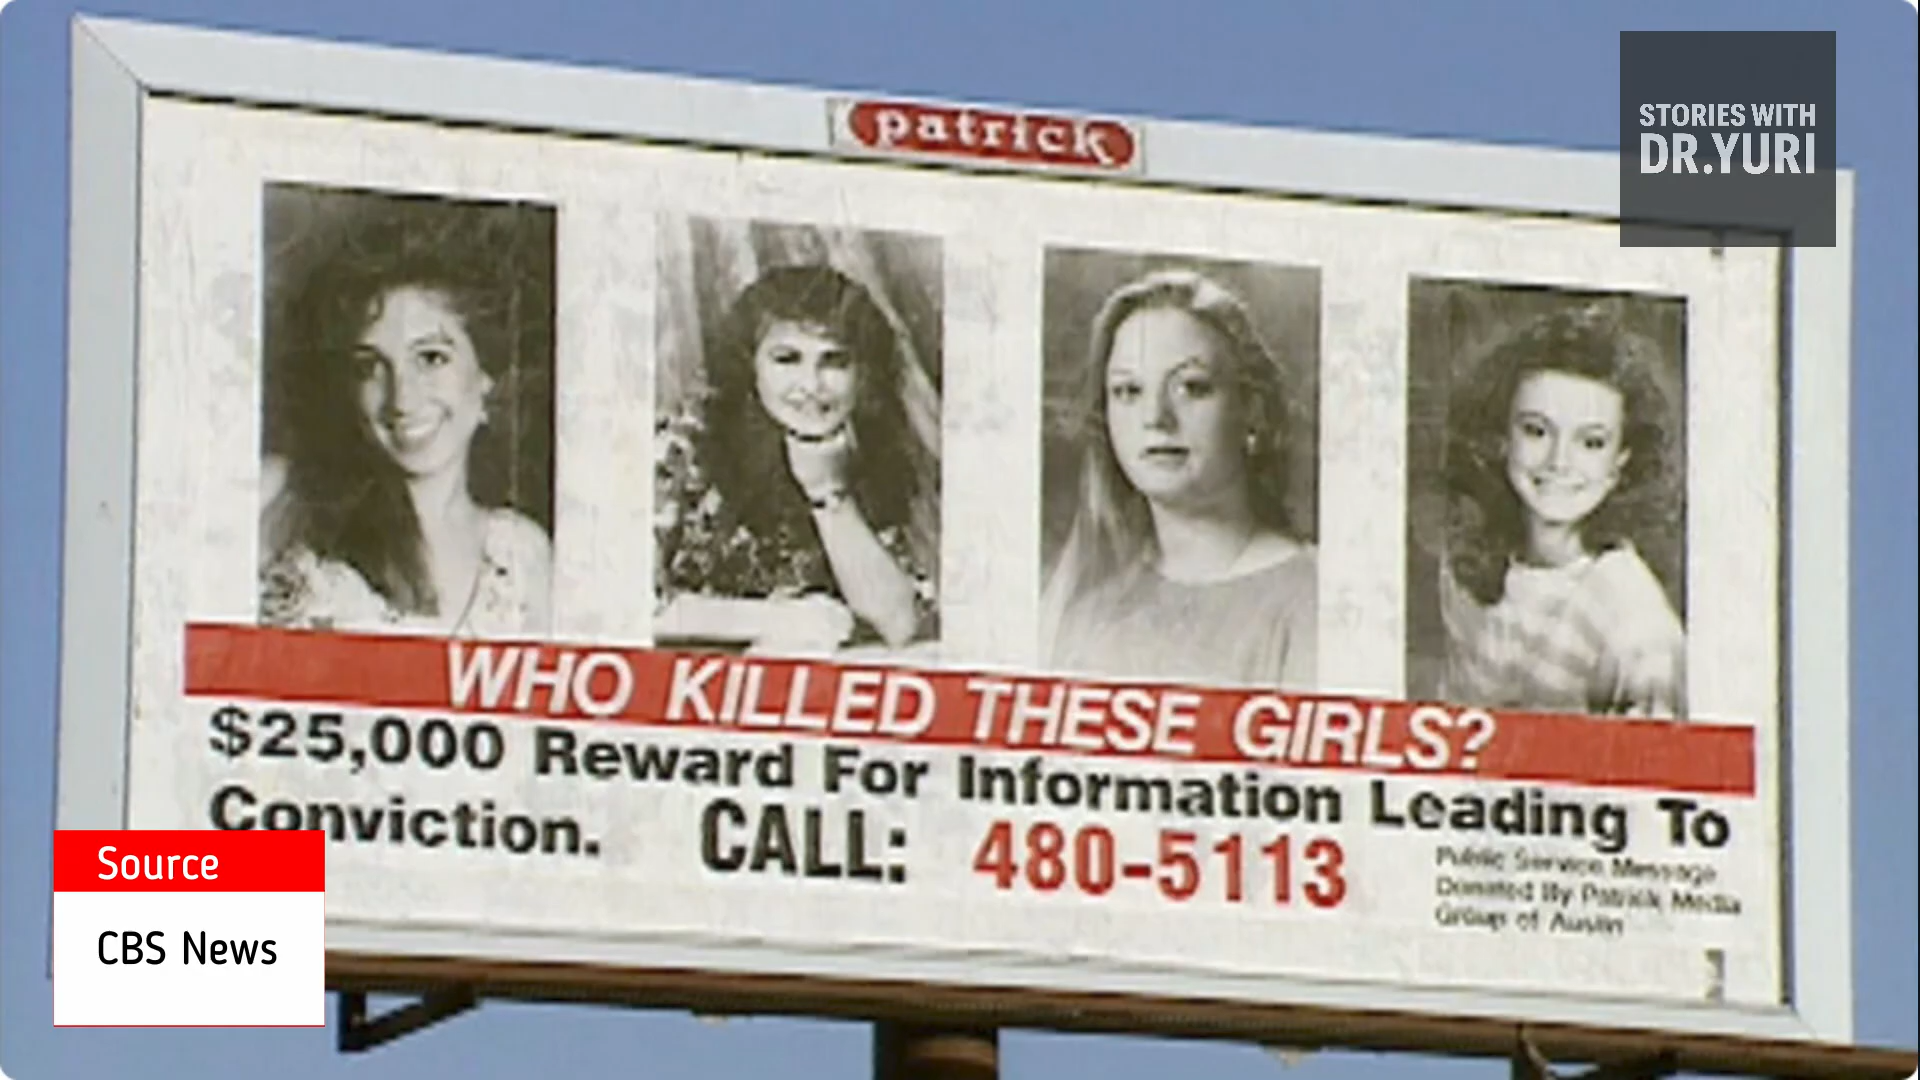 STORIES WITH
DR.YURI
patrick
WHO KILLED THESE GIRLS?
$25,000 Reward For Information Leading To
Conviction. CALL: 480-5113
Public Service Message
Donated By Patrick Media
Group of Austin
Source
CBS News